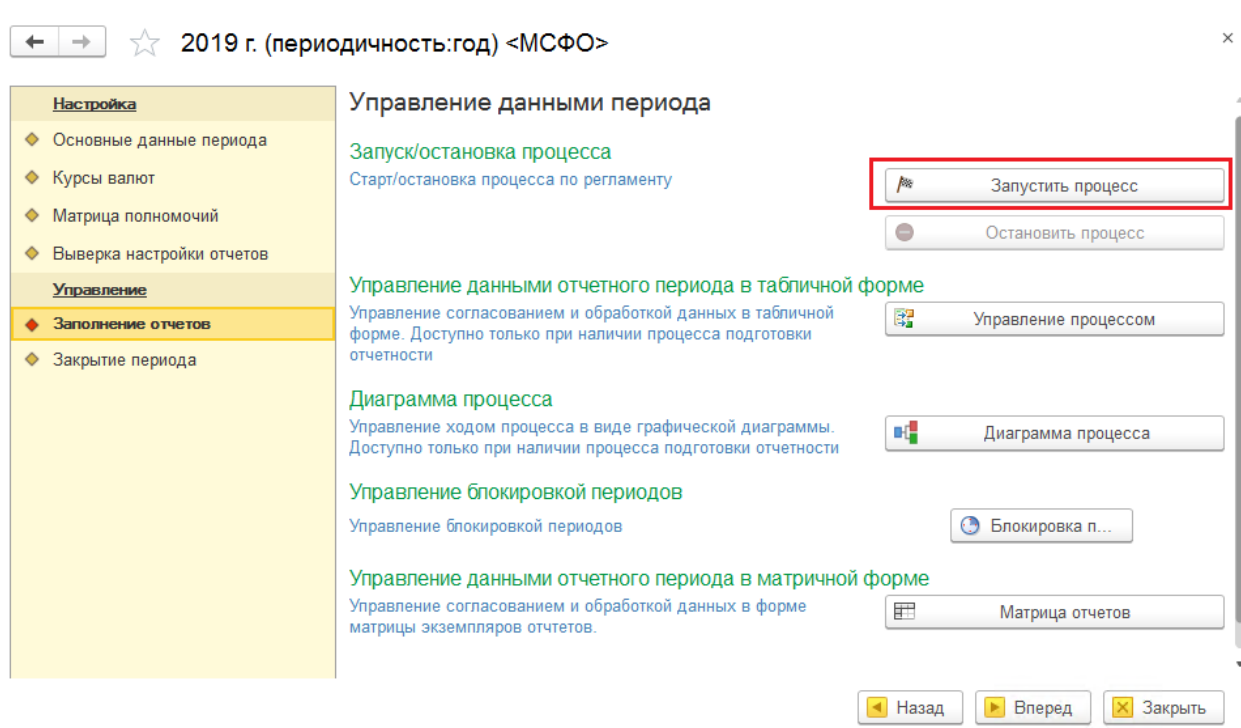 2019 г. (периодичность:год) <МСФО>
Настройка
Основные данные периода
Курсы валют
Матрица полномочий
Выверка настройки отчетов
Управление
Заполнение отчетов
Закрытие периода
Управление данными периода
Запуск/остановка процесса
Старт/остановка процесса по регламенту
Запустить процесс
Остановить процесс
Управление данными отчетного периода в табличной форме
Управление согласованием и обработкой данных в табличной
форме. Доступно только при наличии процесса подготовки
отчетности
Управление процессом
Диаграмма процесса
Управление ходом процесса в виде графической диаграммы.
Доступно только при наличии процесса подготовки отчетности
Диаграмма процесса
Управление блокировкой периодов
Управление блокировкой периодов
Блокировка п...
Управление данными отчетного периода в матричной форме
Управление согласованием и обработкой данных в форме
матрицы экземпляров отчтетов.
Матрица отчетов
Назад
Вперед
Закрыть